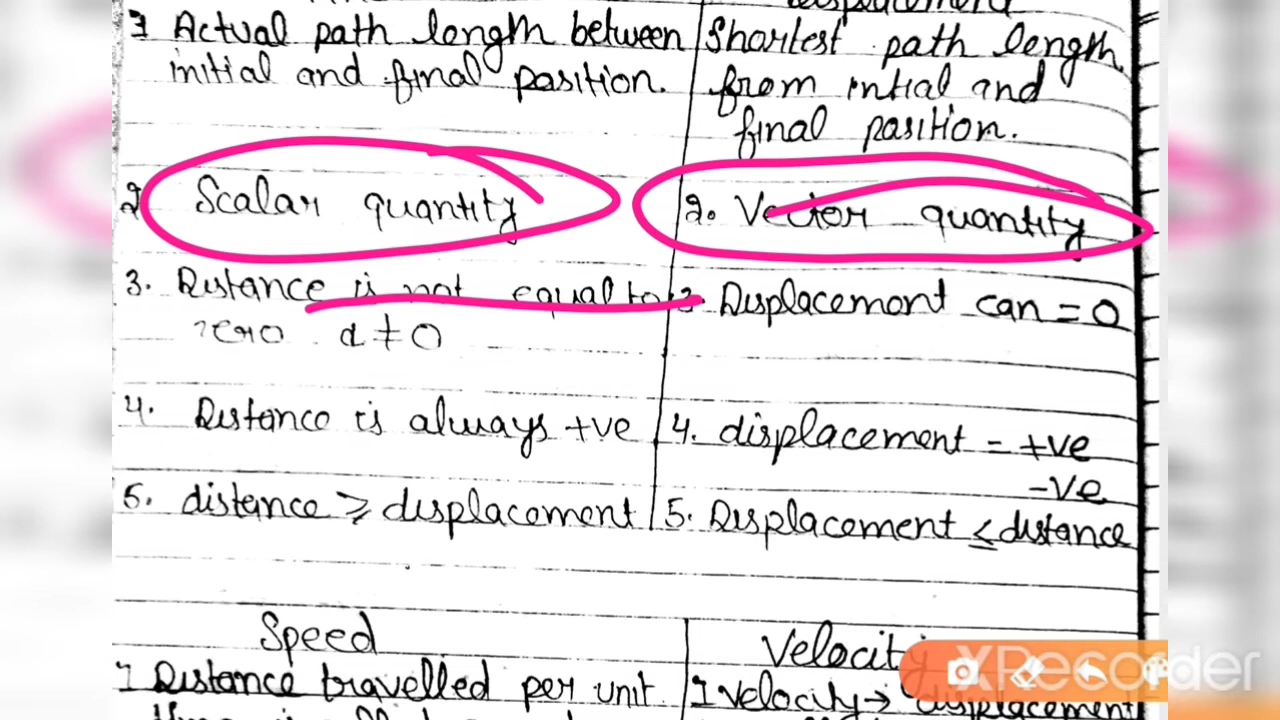 displacement
1 Actual path length between
initial and final position.
Shortest path length
from intial and
final position.
2 Scalar quantity
2. Vector quantity
3. Distance is not equal to
zero d ≠ 0
3. Displacement can = 0
4. Distance is always +ve
4. displacement = +ve
-ve
5. distance ≥ displacement
5. Displacement ≤ distance
Speed
Velocity
1 Distance travelled per unit
1 Velocity → displacement
XRecorder